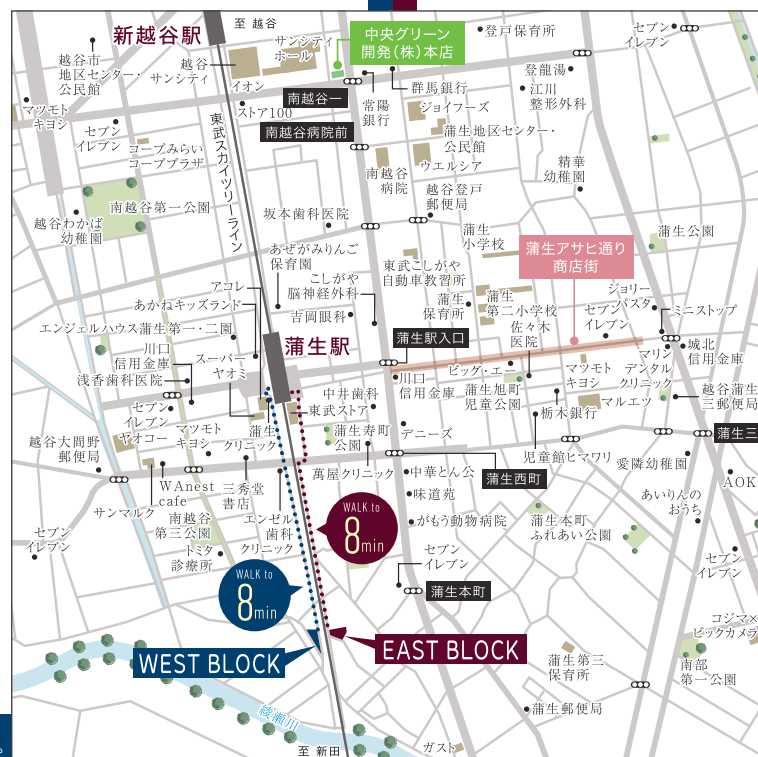 至 越谷
新越谷駅
サンシティ
ホール
中央グリーン
開発(株)本店
登戸保育所
セブン
イレブン
越谷市
地区センター・
公民館
越谷
サンシティ
イオン
登龍湯
群馬銀行
江川
整形外科
マツモト
キヨシ
ストア100
南越谷一
常陽
銀行
ジョイフーズ
セブン
イレブン
南越谷病院前
蒲生地区センター・
公民館
コープみらい
コーププラザ
東武スカイツリーライン
南越谷
病院
ウエルシア
精華
幼稚園
越谷登戸
郵便局
南越谷第一公園
越谷わかば
幼稚園
坂本歯科医院
蒲生
小学校
蒲生公園
蒲生アサヒ通り
商店街
あぜがみりんご
保育園
東武こしがや
自動車教習所
こしがや
脳神経外科
アコレ
あかねキッズランド
蒲生
保育所
蒲生
第二小学校
ジョリー
パスタ
セブン
イレブン
ミニストップ
吉岡眼科
エンジェルハウス蒲生第一・二園
佐々木
医院
蒲生駅入口
蒲生駅
川口
信用金庫
スーパー
ヤオミ
浅香歯科医院
ビッグ・エー
マリン
デンタル
クリニック
城北
信用金庫
川口
信用金庫
蒲生旭町
児童公園
マツモト
キヨシ
マルエツ
越谷蒲生
三郵便局
中井歯科
東武ストア
セブン
イレブン
栃木銀行
蒲生
クリニック
マツモト
キヨシ
ヤオコー
蒲生寿町
公園
デニーズ
蒲生三
越谷大間野
郵便局
萬屋クリニック
児童館ヒマワリ
愛隣幼稚園
中華とん公
蒲生西町
WAnest
cafe
三秀堂
書店
AOK
サンマルク
味道苑
あいりんの
おうち
南越谷
第三公園
エンゼル
歯科
クリニック
WALK to
8min
がもう動物病院
蒲生本町
ふれあい公園
セブン
イレブン
トミタ
診療所
セブン
イレブン
セブン
イレブン
WALK to
8min
蒲生本町
コジマ×
ビックカメラ
WEST BLOCK
EAST BLOCK
蒲生第三
保育所
南部
第一公園
綾瀬川
蒲生郵便局
至 新田
ガスト